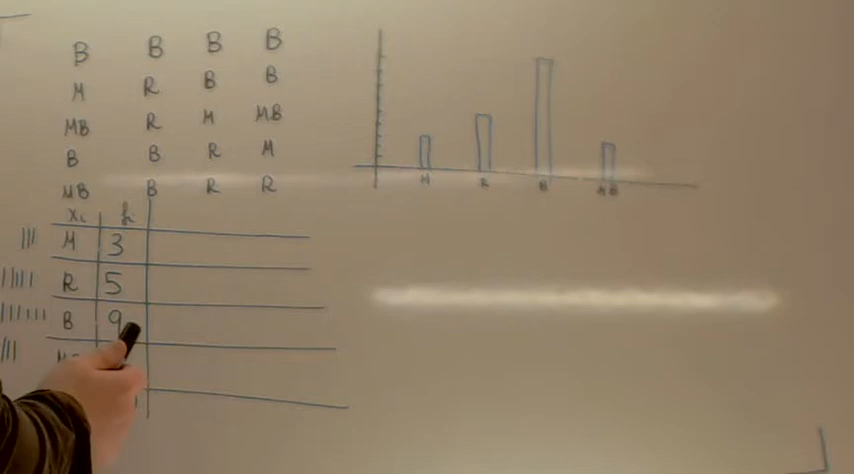 B B B B
M R B B
MB R M MB
B B R M
MB B R R
xi fi
M 3
R 5
B 9
M R B MB